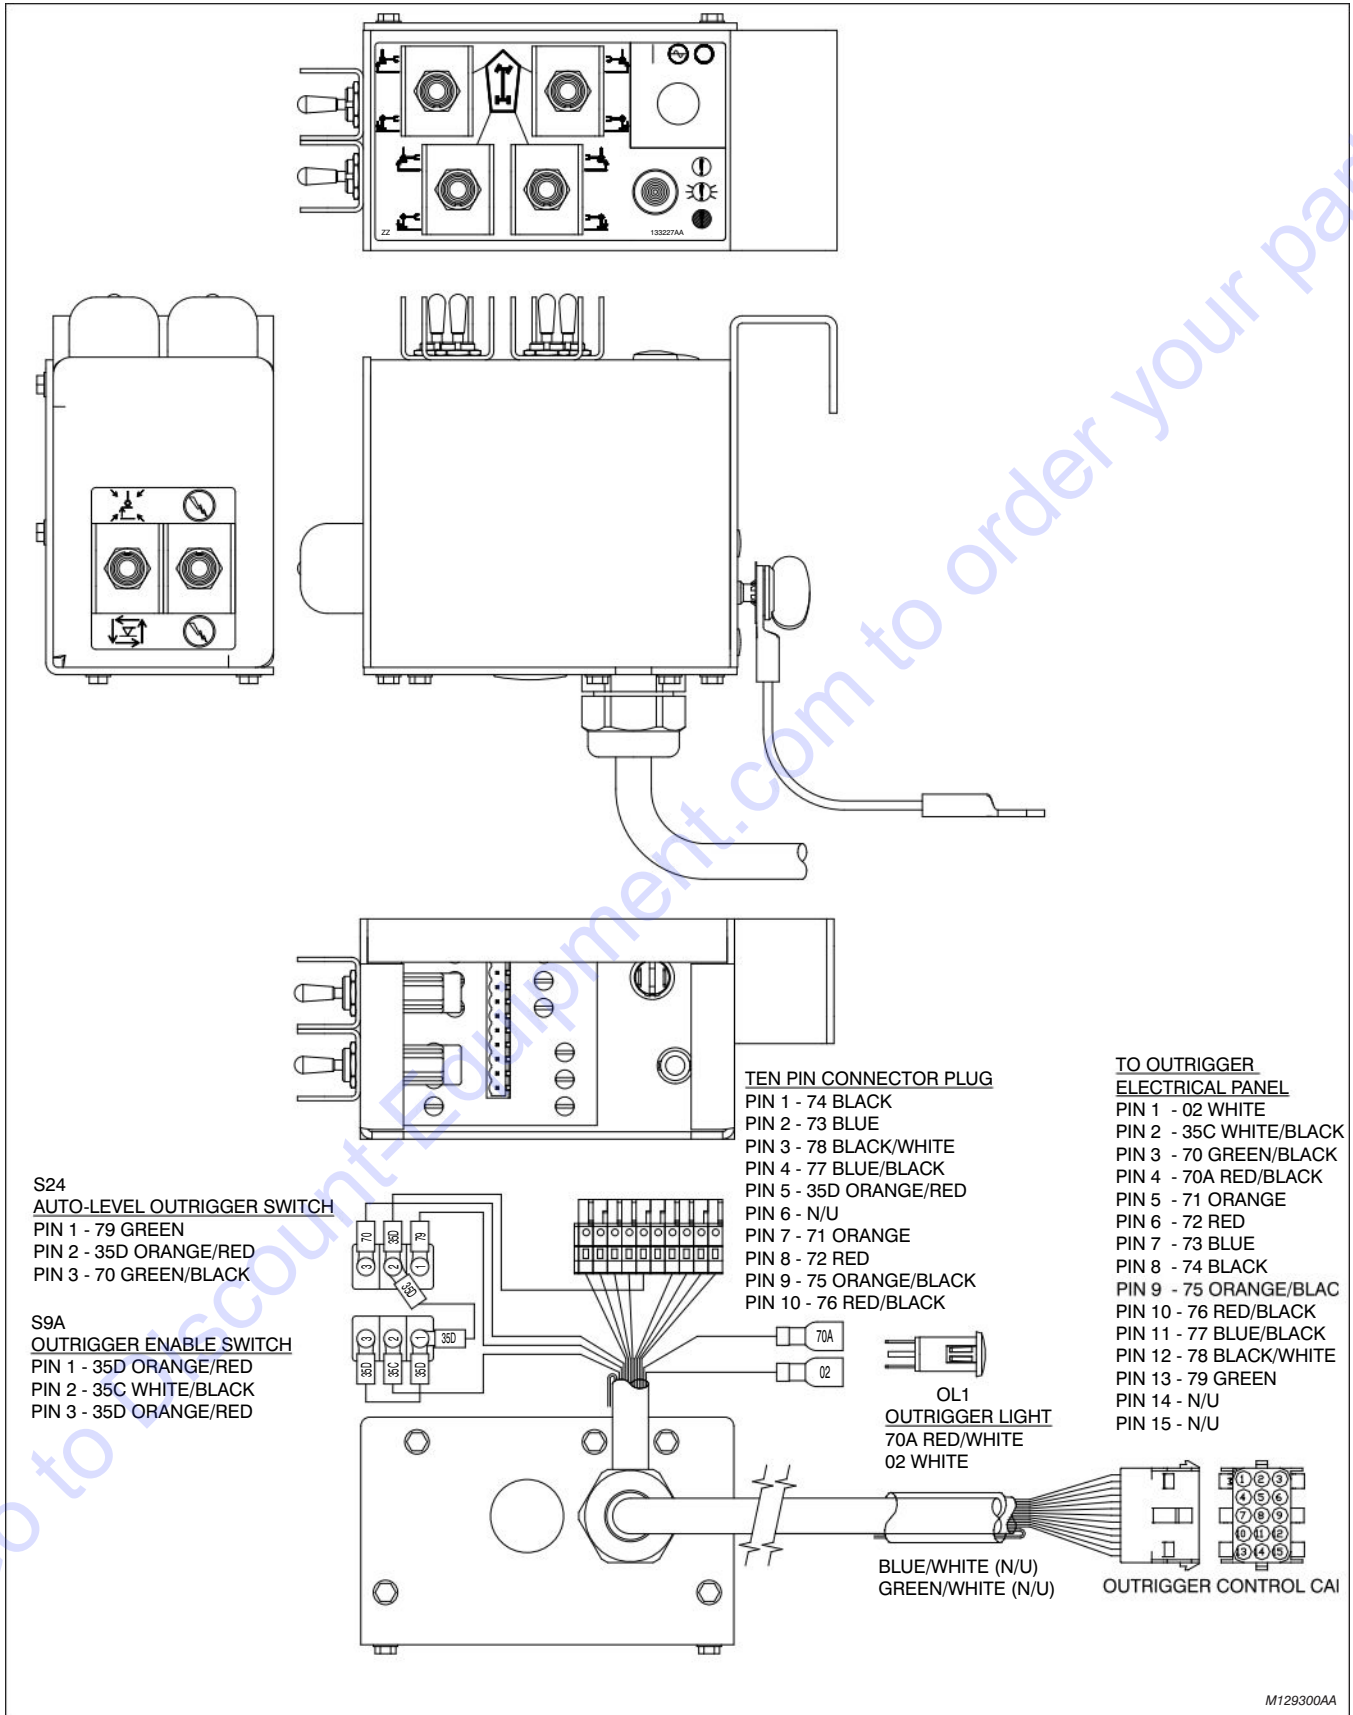 ZZ
133227AA
TEN PIN CONNECTOR PLUG
PIN 1 - 74 BLACK
PIN 2 - 73 BLUE
PIN 3 - 78 BLACK/WHITE
PIN 4 - 77 BLUE/BLACK
PIN 5 - 35D ORANGE/RED
PIN 6 - N/U
PIN 7 - 71 ORANGE
PIN 8 - 72 RED
PIN 9 - 75 ORANGE/BLACK
PIN 10 - 76 RED/BLACK
TO OUTRIGGER
ELECTRICAL PANEL
PIN 1 - 02 WHITE
PIN 2 - 35C WHITE/BLACK
PIN 3 - 70 GREEN/BLACK
PIN 4 - 70A RED/BLACK
PIN 5 - 71 ORANGE
PIN 6 - 72 RED
PIN 7 - 73 BLUE
PIN 8 - 74 BLACK
PIN 9 - 75 ORANGE/BLAC
PIN 10 - 76 RED/BLACK
PIN 11 - 77 BLUE/BLACK
PIN 12 - 78 BLACK/WHITE
PIN 13 - 79 GREEN
PIN 14 - N/U
PIN 15 - N/U
S24
AUTO-LEVEL OUTRIGGER SWITCH
PIN 1 - 79 GREEN
PIN 2 - 35D ORANGE/RED
PIN 3 - 70 GREEN/BLACK
S9A
OUTRIGGER ENABLE SWITCH
PIN 1 - 35D ORANGE/RED
PIN 2 - 35C WHITE/BLACK
PIN 3 - 35D ORANGE/RED
70 35D 79
3 2 1
35D
3 2 1 35D
35D 35C 35D
70A
02
OL1
OUTRIGGER LIGHT
70A RED/WHITE
02 WHITE
1 2 3
4 5 6
7 8 9
10 11 12
13 14 15
BLUE/WHITE (N/U)
GREEN/WHITE (N/U)
OUTRIGGER CONTROL CAI
M129300AA
o to Discount-Equipment.com to order your par